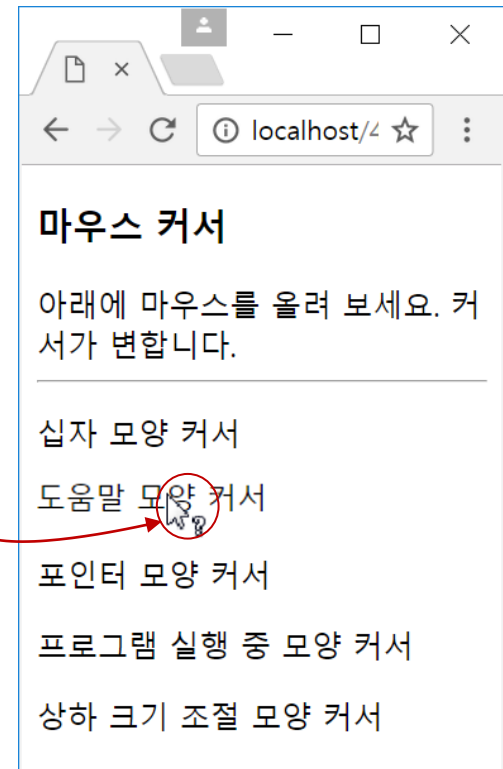 localhost/4
마우스 커서
아래에 마우스를 올려 보세요. 커
서가 변합니다.
십자 모양 커서
도움말 모양 커서
포인터 모양 커서
프로그램 실행 중 모양 커서
상하 크기 조절 모양 커서